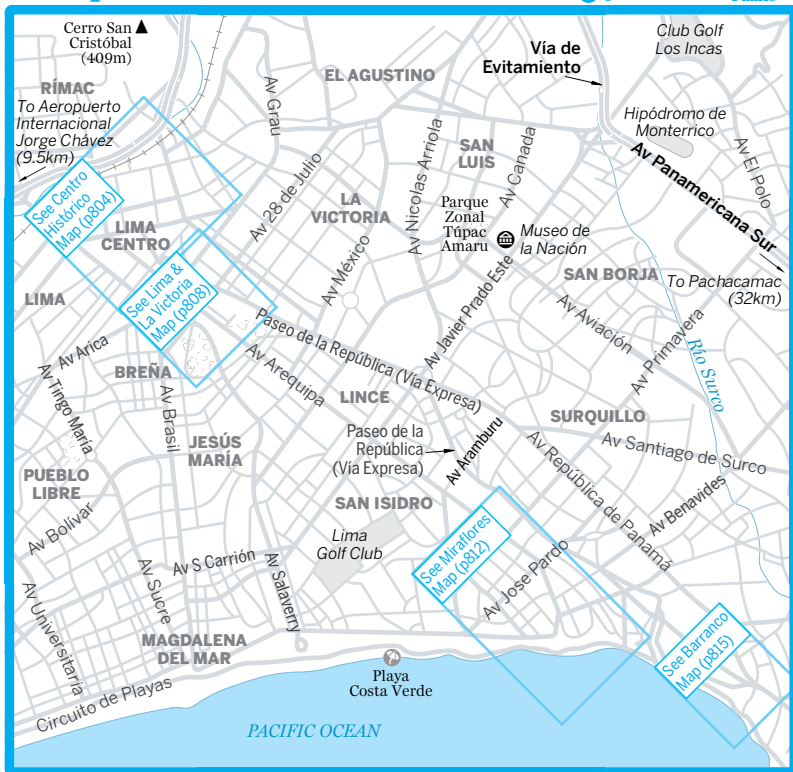 Cerro San
Cristóbal
(409m)
RÍMAC
To Aeropuerto
Internacional
Jorge Chávez
(9.5km)
EL AGUSTINO
Av Grau
Vía de
Evitamiento
Club Golf
Los Incas
Hipódromo de
Monterrico
Av El Polo
Av Panamericana Sur
To Pachacamac
(32km)
SAN
LUIS
Av Canada
Av Nicolas Arriola
Av 28 de Julio
LA
VICTORIA
Parque
Zonal
Túpac
Amaru
Museo de
la Nación
See Centro
Histórico
Map (p804)
LIMA
CENTRO
Av México
SAN BORJA
Av Javier Prado Este
Av Aviación
Av Primavera
Río Surco
LIMA
See Lima &
La Victoria
Map (p808)
Paseo de la República (Vía Expresa)
Av Arica
Av Arequipa
BREÑA
Av Tingo María
Av Brasil
LINCE
SURQUILLO
JESÚS
MARÍA
Paseo de la
República
(Vía Expresa)
Av Aramburu
Av Santiago de Surco
Av República de Panamá
Av Benavides
PUEBLO
LIBRE
SAN ISIDRO
Av Bolívar
Lima
Golf Club
See Miraflores
Map (p812)
Av S Carrión
Av Jose Pardo
Av Universitaria
Av Sucre
Av Salaverry
MAGDALENA
DEL MAR
See Barranco
Map (p815)
Playa
Costa Verde
Circuito de Playas
PACIFIC OCEAN